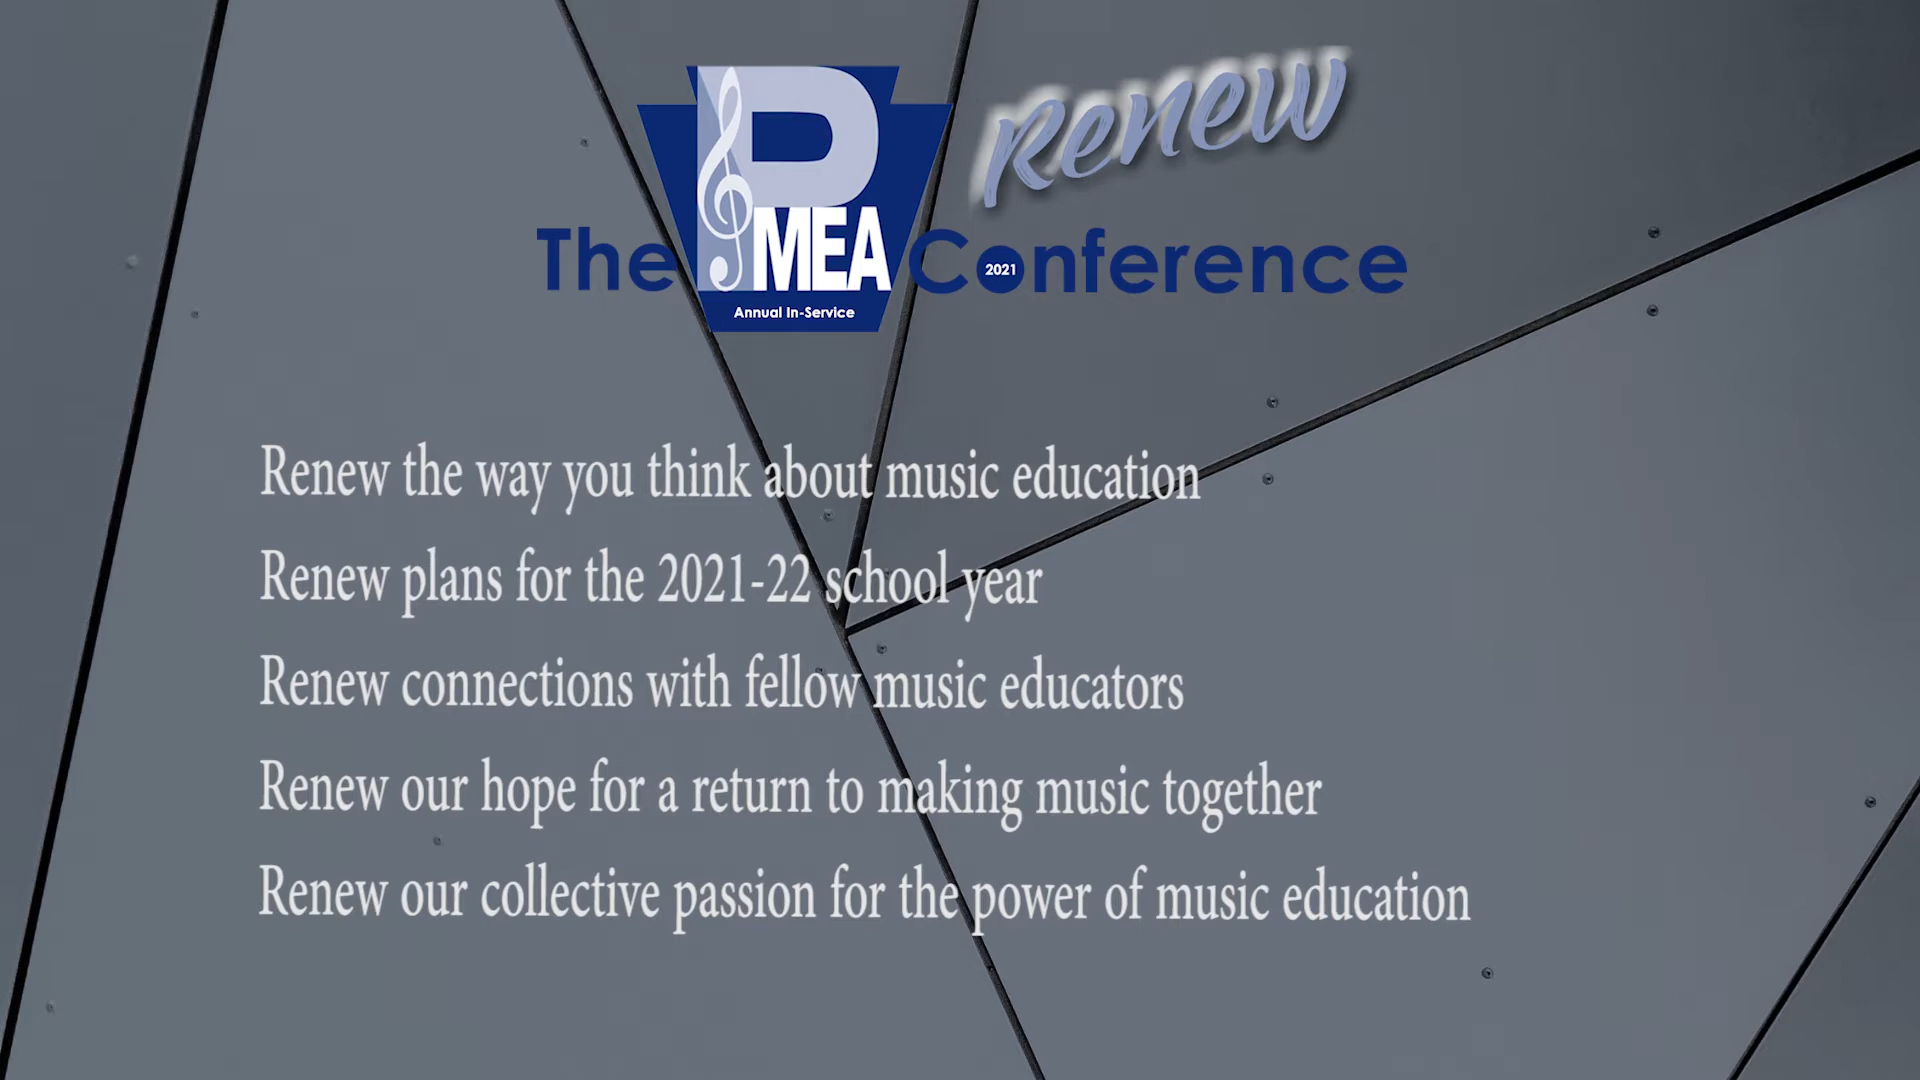 Renew
The PMEA Conference
2021
Annual In-Service
Renew the way you think about music education
Renew plans for the 2021-22 school year
Renew connections with fellow music educators
Renew our hope for a return to making music together
Renew our collective passion for the power of music education